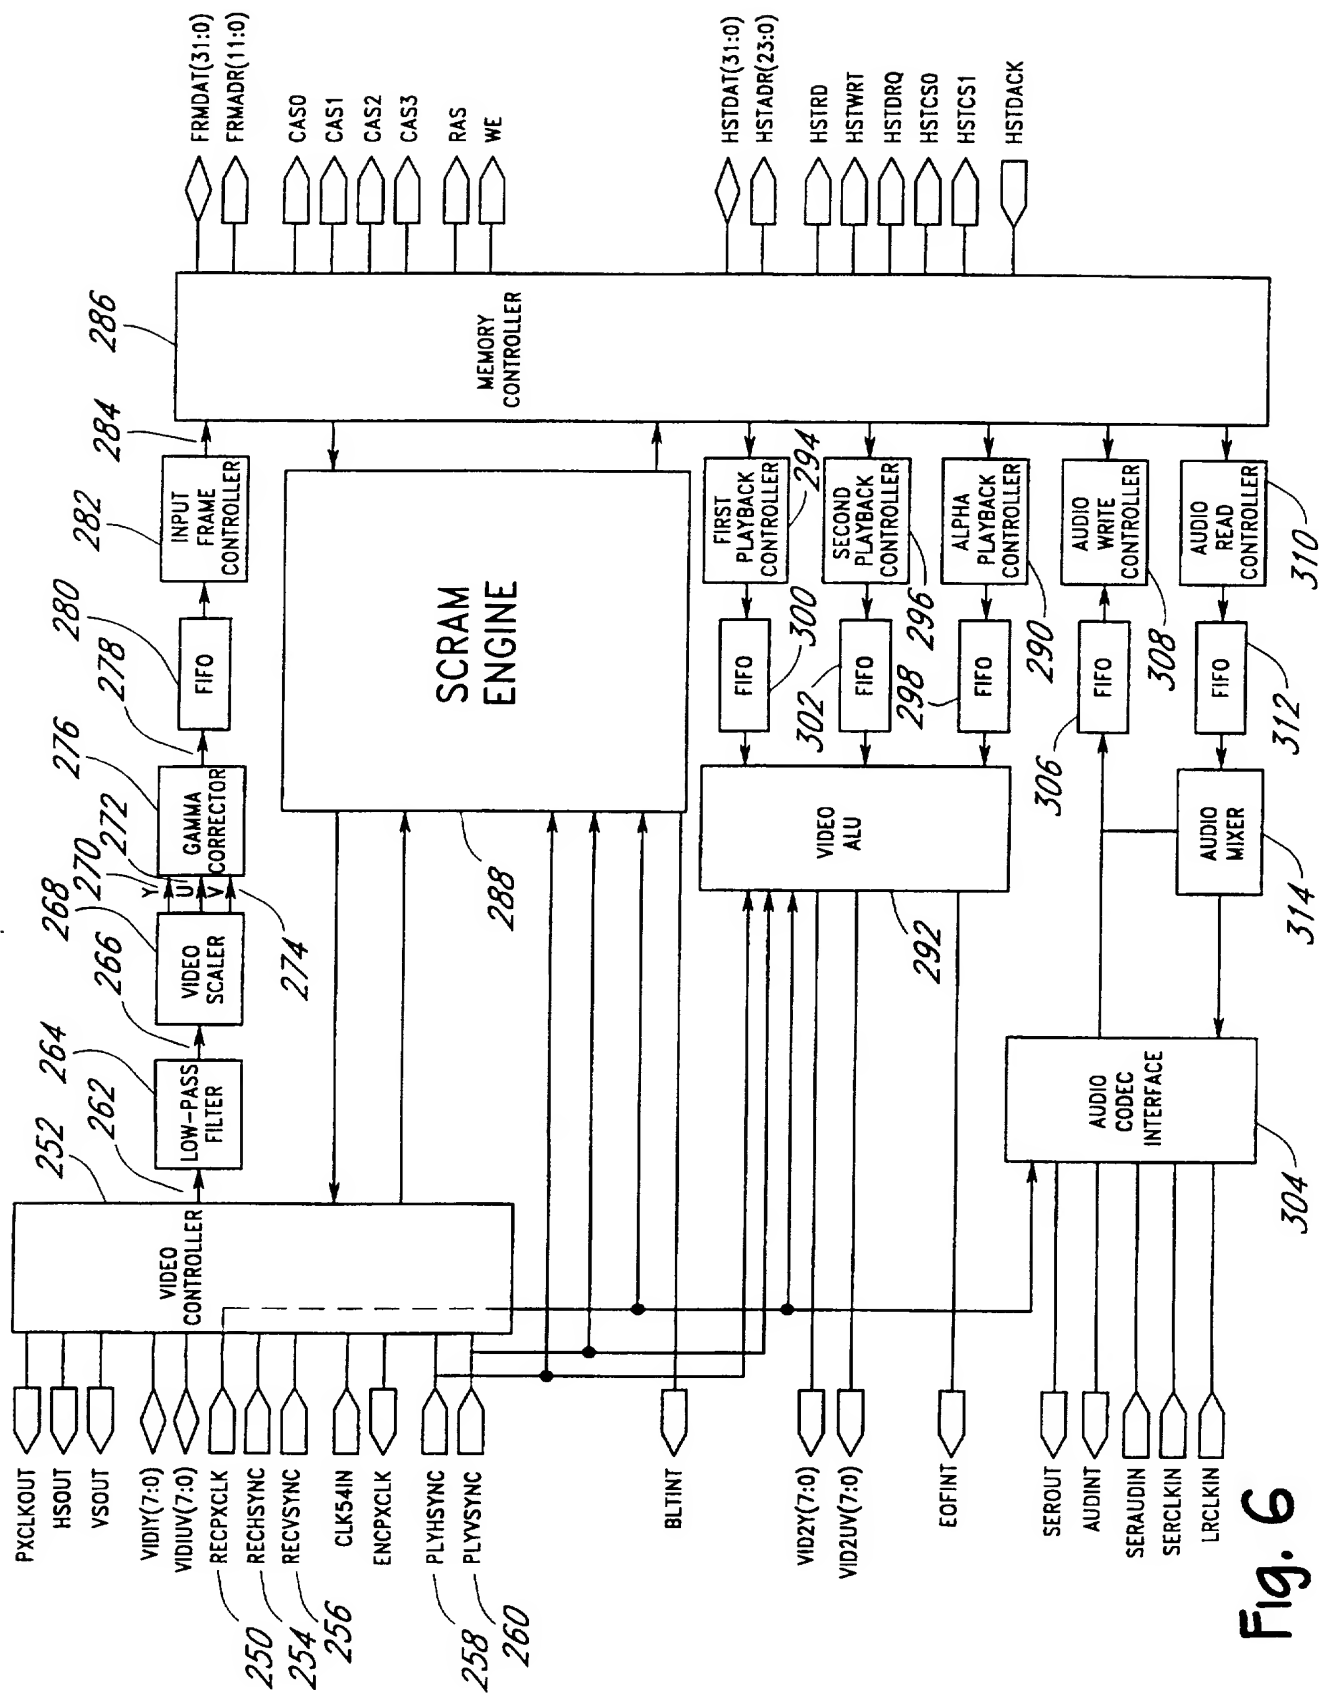 PXCLKOUT
HSOUT
VSOUT
VIDIY(7:0)
VIDIUV(7:0)
RECPXCLK
RECHSYNC
RECVSYNC
CLK54IN
ENCPXCLK
PLYHSYNC
PLYVSYNC
BLTINT
VID2Y(7:0)
VID2UV(7:0)
EOFINT
SEROUT
AUDINT
SERAUDIN
SERCLKIN
LRCLKIN
250
254
256
258
260
VIDEO
CONTROLLER
252
262
LOW-PASS
FILTER
264
266
VIDEO
SCALER
268
Y
U
V
270
272
274
GAMMA
CORRECTOR
276
278
FIFO
280
INPUT
FRAME
CONTROLLER
282
284
MEMORY
CONTROLLER
286
SCRAM
ENGINE
288
FIRST
PLAYBACK
CONTROLLER
294
SECOND
PLAYBACK
CONTROLLER
296
ALPHA
PLAYBACK
CONTROLLER
290
AUDIO
WRITE
CONTROLLER
308
AUDIO
READ
CONTROLLER
310
FIFO
300
FIFO
302
FIFO
298
FIFO
306
FIFO
312
VIDEO
ALU
292
AUDIO
MIXER
314
AUDIO
CODEC
INTERFACE
304
FRMDAT(31:0)
FRMADR(11:0)
CAS0
CAS1
CAS2
CAS3
RAS
WE
HSTDAT(31:0)
HSTADR(23:0)
HSTRD
HSTWRT
HSTDRQ
HSTCS0
HSTCS1
HSTDACK
Fig. 6